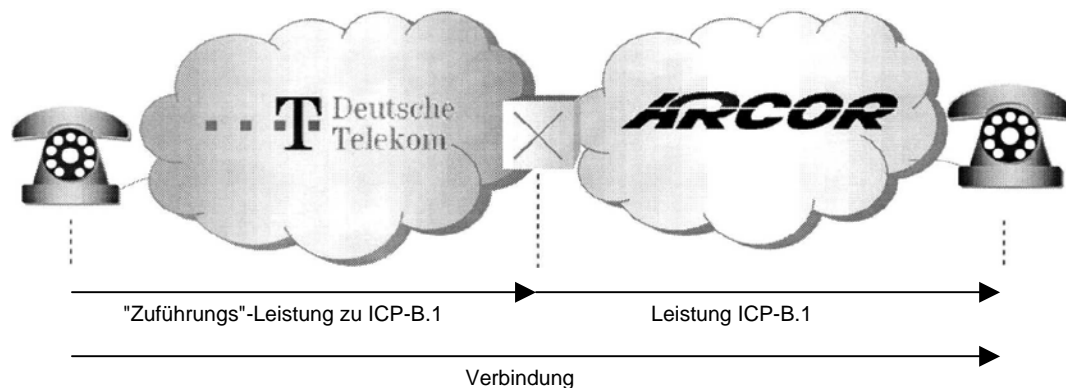 T Deutsche
Telekom
ARCOR
"Zuführungs"-Leistung zu ICP-B.1
Leistung ICP-B.1
Verbindung